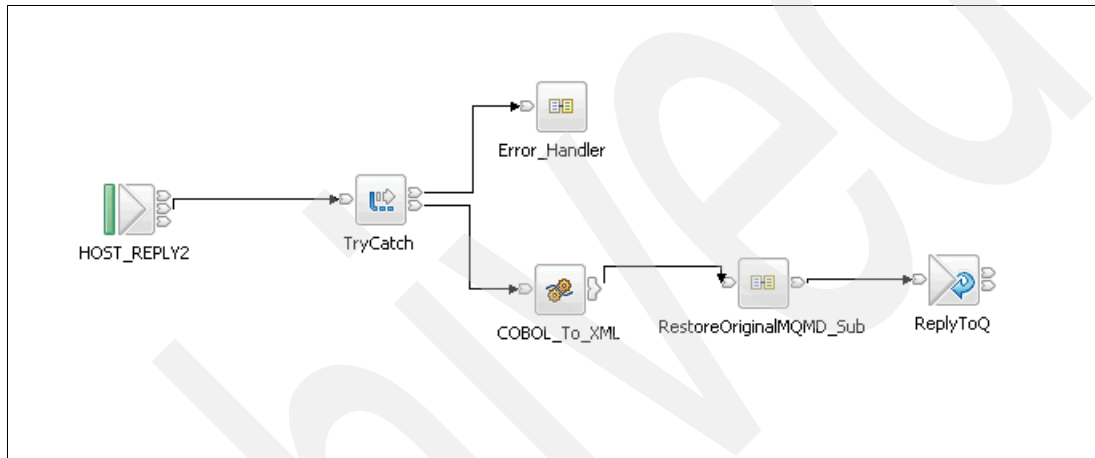 Error_Handler
HOST_REPLY2
TryCatch
COBOL_To_XML
RestoreOriginalMQMD_Sub
ReplyToQ